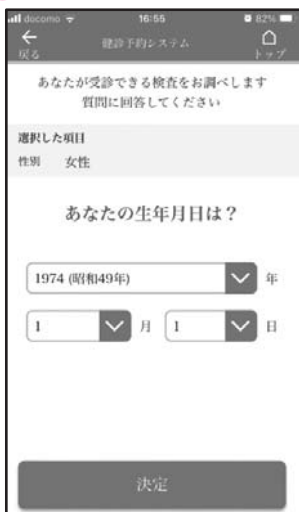 docomo 16:55 82%
戻る 健診予約システム トップ
あなたが受診できる検査をお調べします
質問に回答してください
選択した項目
性別 女性
あなたの生年月日は？
1974 (昭和49年) 年
1 月 1 日
決定